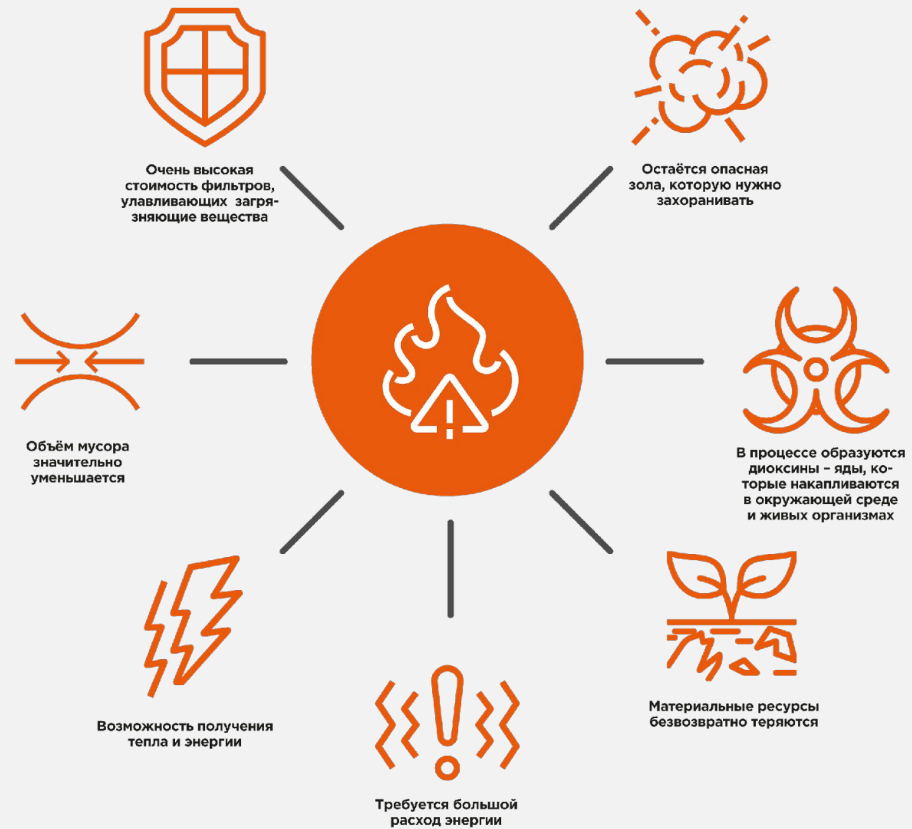 Очень высокая
стоимость фильтров,
улавливающих загря-
зняющие вещества
Остаётся опасная
зола, которую нужно
захоранивать
Объём мусора
значительно
уменьшается
В процессе образуются
диоксины – яды, ко-
торые накапливаются
в окружающей среде
и живых организмах
Возможность получения
тепла и энергии
Материальные ресурсы
безвозвратно теряются
Требуется большой
расход энергии